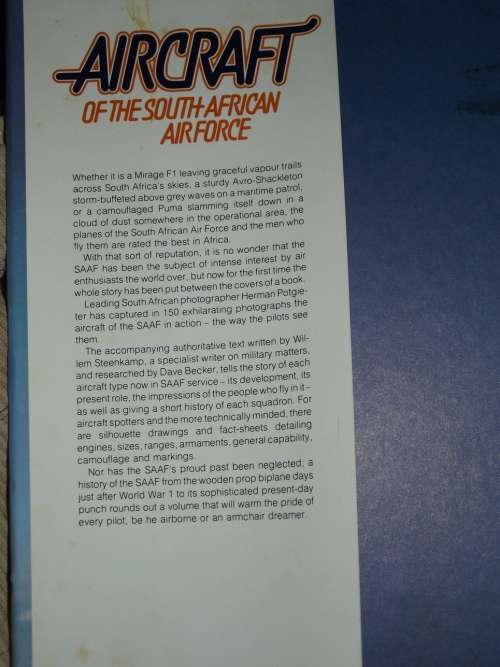 AIRCRAFT
OF THE SOUTH AFRICAN
AIR FORCE
Whether it is a Mirage F1 leaving graceful vapour trails
across South Africa's skies, a sturdy Avro-Shackleton
storm-buffeted above grey waves on a maritime patrol,
or a camouflaged Puma slamming itself down in a
cloud of dust somewhere in the operational area, the
planes of the South African Air Force and the men who
fly them are rated the best in Africa.
With that sort of reputation, it is no wonder that the
SAAF has been the subject of intense interest by air
enthusiasts the world over, but now for the first time the
whole story has been put between the covers of a book.
Leading South African photographer Herman Potgie-
ter has captured in 150 exhilarating photographs the
aircraft of the SAAF in action – the way the pilots see
them.
The accompanying authoritative text written by Wil-
lem Steenkamp, a specialist writer on military matters,
and researched by Dave Becker, tells the story of each
aircraft type now in SAAF service – its development, its
present role, the impressions of the people who fly in it –
as well as giving a short history of each squadron. For
aircraft spotters and the more technically minded, there
are silhouette drawings and fact-sheets detailing
engines, sizes, ranges, armaments, general capability,
camouflage and markings.
Nor has the SAAF's proud past been neglected; a
history of the SAAF from the wooden prop biplane days
just after World War 1 to its sophisticated present-day
punch rounds out a volume that will warm the pride of
every pilot, be he airborne or an armchair dreamer.